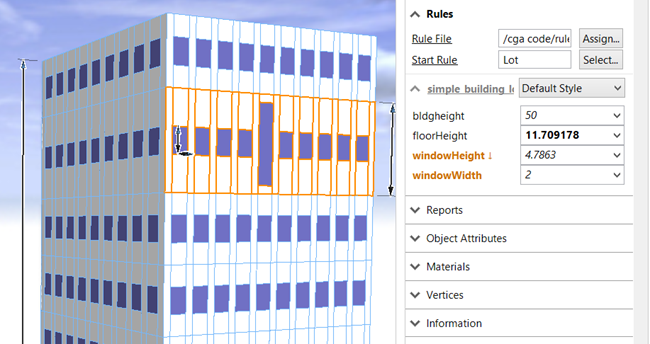 Rules
Rule File /cga code/rule Assign...
Start Rule Lot Select...
Default Style
bldgheight 50
floorHeight 11.709178
windowHeight ↓ 4.7863
windowWidth 2
Reports
Object Attributes
Materials
Vertices
Information